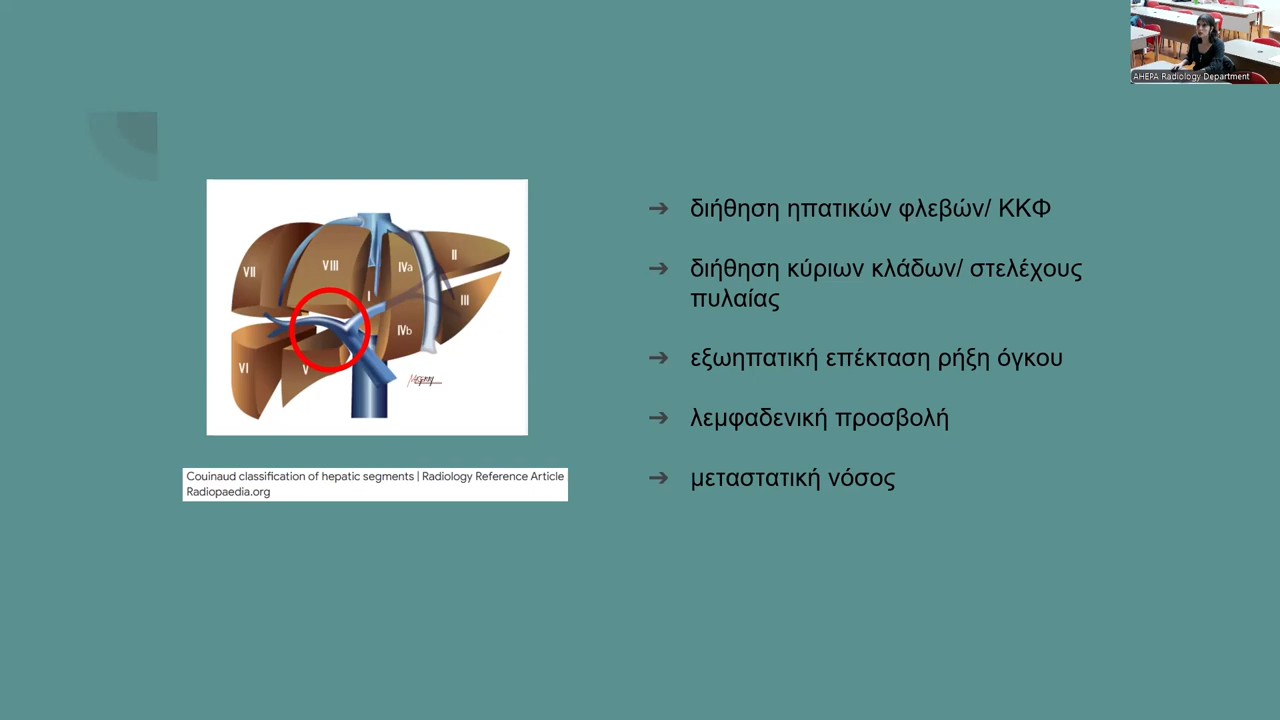 AHEPA Radiology Department
διήθηση ηπατικών φλεβών/ ΚΚΦ
διήθηση κύριων κλάδων/ στελέχους
πυλαίας
εξωηπατική επέκταση ρήξη όγκου
λεμφαδενική προσβολή
μεταστατική νόσος
VII
VIII
IVa
II
I
III
IVb
VI
V
Couinaud classification of hepatic segments | Radiology Reference Article
Radiopaedia.org